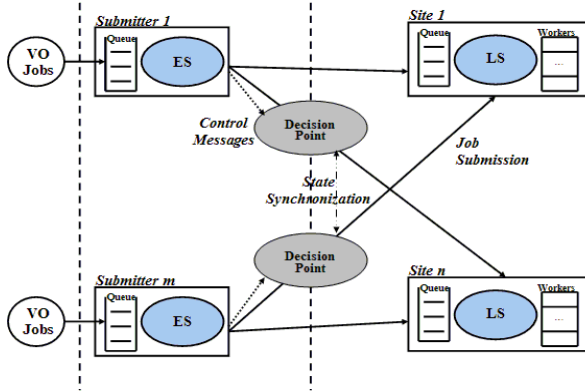 Submitter 1
Queue
ES
VO
Jobs
Site 1
Queue
LS
Workers
...
Control
Messages
Decision
Point
Job
Submission
State
Synchronization
Decision
Point
Submitter m
Queue
ES
VO
Jobs
Site n
Queue
LS
Workers
...